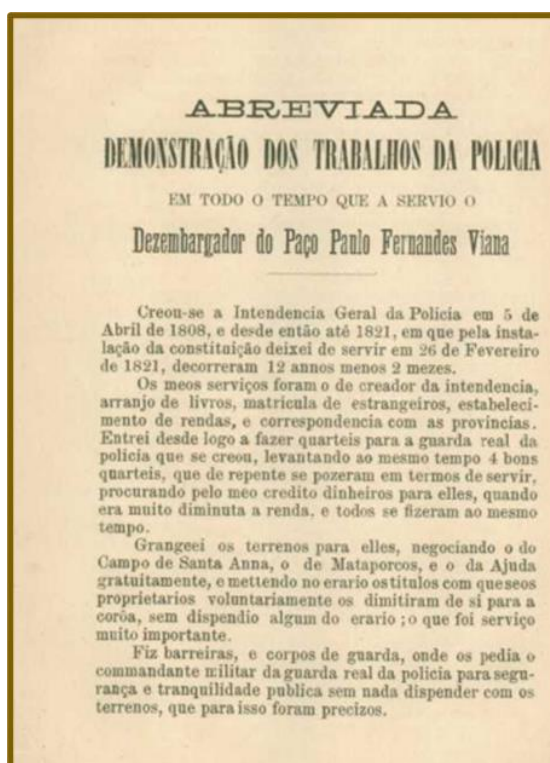 ABREVIADA
DEMONSTRAÇÃO DOS TRABALHOS DA POLICIA
EM TODO O TEMPO QUE A SERVIO O
Dezembargador do Paço Paulo Fernandes Viana
Creou-se a Intendencia Geral da Policia em 5 de
Abril de 1808, e desde então até 1821, em que pela insta-
lação da constituição deixei de servir em 26 de Fevereiro
de 1821, decorreram 12 annos menos 2 mezes.
Os meos serviços foram o de creador da intendencia,
arranjo de livros, matricula de estrangeiros, estabeleci-
mento de rendas, e correspondencia com as provincias.
Entrei desde logo a fazer quarteis para a guarda real da
policia que se creou, levantando ao mesmo tempo 4 bons
quarteis, que de repente se pozeram em termos de servir,
procurando pelo meo credito dinheiros para elles, quando
era muito diminuta a renda, e todos se fizeram ao mesmo
tempo.
Grangeei os terrenos para elles, negociando o do
Campo de Santa Anna, o de Mataporcos, e o da Ajuda
gratuitamente, e mettendo no erario os titulos com que seos
proprietarios voluntariamente os dimitiram de si para a
corôa, sem dispendio algum do erario ; o que foi serviço
muito importante.
Fiz barreiras, e corpos de guarda, onde os pedia o
commandante militar da guarda real da policia para segu-
rança e tranquilidade publica sem nada dispender com os
terrenos, que para isso foram precizos.